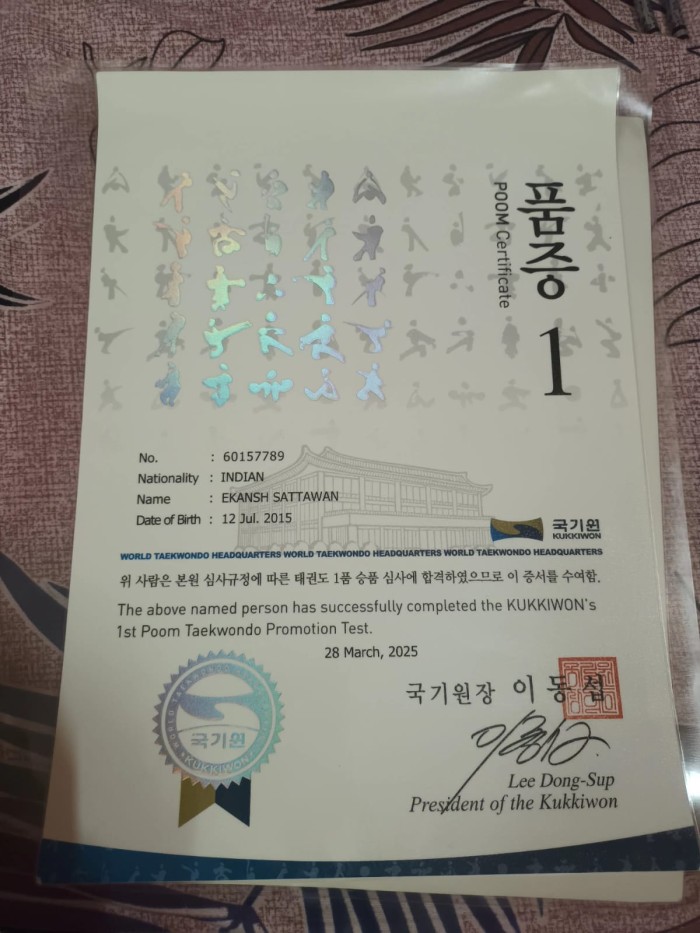 품증
POOM Certificate
1
No. : 60157789
Nationality : INDIAN
Name : EKANSH SATTAWAN
Date of Birth : 12 Jul. 2015
국기원
KUKKIWON
WORLD TAEKWONDO HEADQUARTERS WORLD TAEKWONDO HEADQUARTERS WORLD TAEKWONDO HEADQUARTERS
위 사람은 본원 심사규정에 따른 태권도 1품 승품 심사에 합격하였으므로 이 증서를 수여함.
The above named person has successfully completed the KUKKIWON's
1st Poom Taekwondo Promotion Test.
28 March, 2025
국기원장 이동섭
Lee Dong-Sup
President of the Kukkiwon
국기원
KUKKIWON